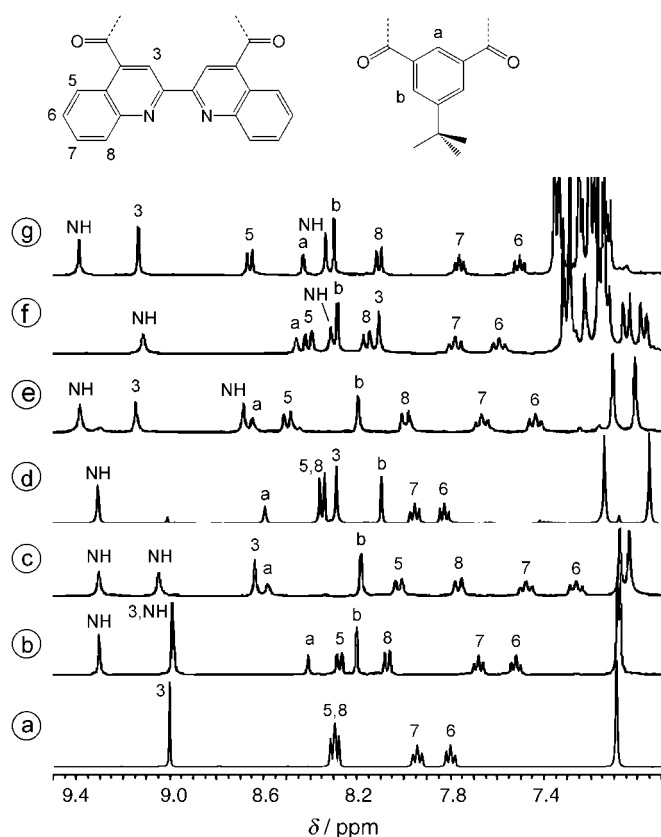 O 3 O
5
6
7 8
N N
a
O O
b
g NH 3 5 a NH b 8 7 6
f NH a 5 NH b 8 3 7 6
e NH 3 NH a 5 b 8 7 6
d NH a 5,8 3 b 7 6
c NH NH 3 a b 5 8 7 6
b NH 3,NH a 5 b 8 7 6
a 3 5,8 7 6
9.4 9.0 8.6 8.2 7.8 7.4
δ / ppm